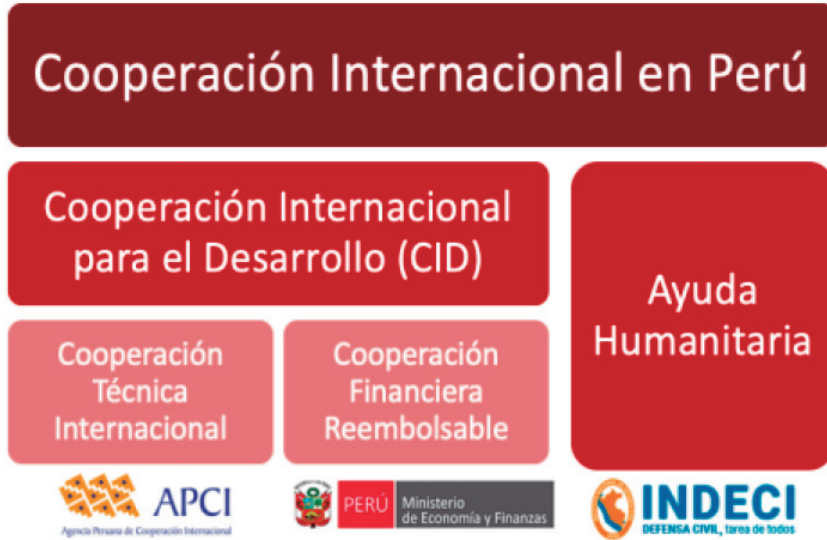 Cooperación Internacional en Perú
Cooperación Internacional
para el Desarrollo (CID)
Ayuda
Humanitaria
Cooperación
Técnica
Internacional
Cooperación
Financiera
Reembolsable
APCI
Agencia Peruana de Cooperación Internacional
PERÚ
Ministerio
de Economía y Finanzas
INDECI
DEFENSA CIVIL, tarea de todos